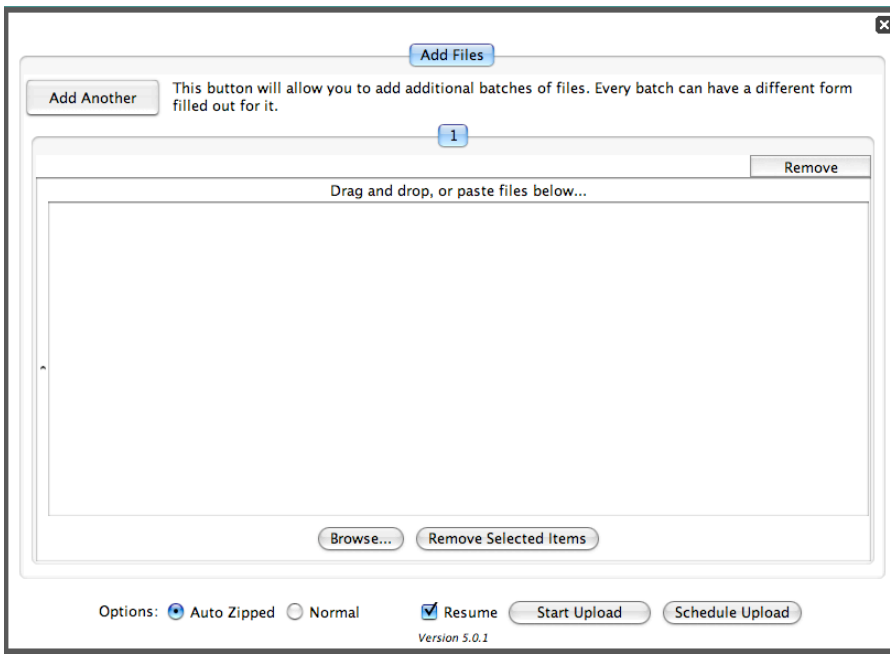 Add Files
Add Another
This button will allow you to add additional batches of files. Every batch can have a different form
filled out for it.
1
Remove
Drag and drop, or paste files below...
Browse... Remove Selected Items
Options: Auto Zipped Normal Resume Start Upload Schedule Upload
Version 5.0.1